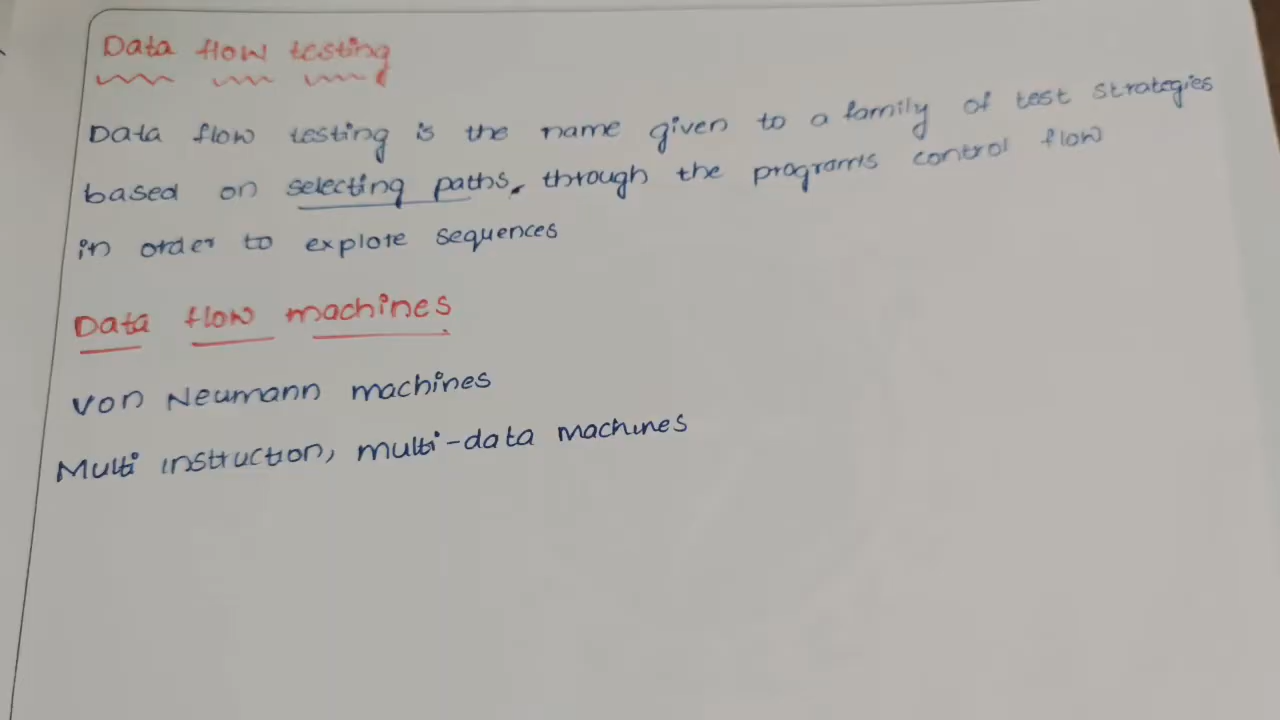 Data flow testing
Data flow testing is the name given to a family of test strategies
based on selecting paths, through the programs control flow
in order to explore sequences
Data flow machines
Von Neumann machines
Multi instruction, multi-data machines